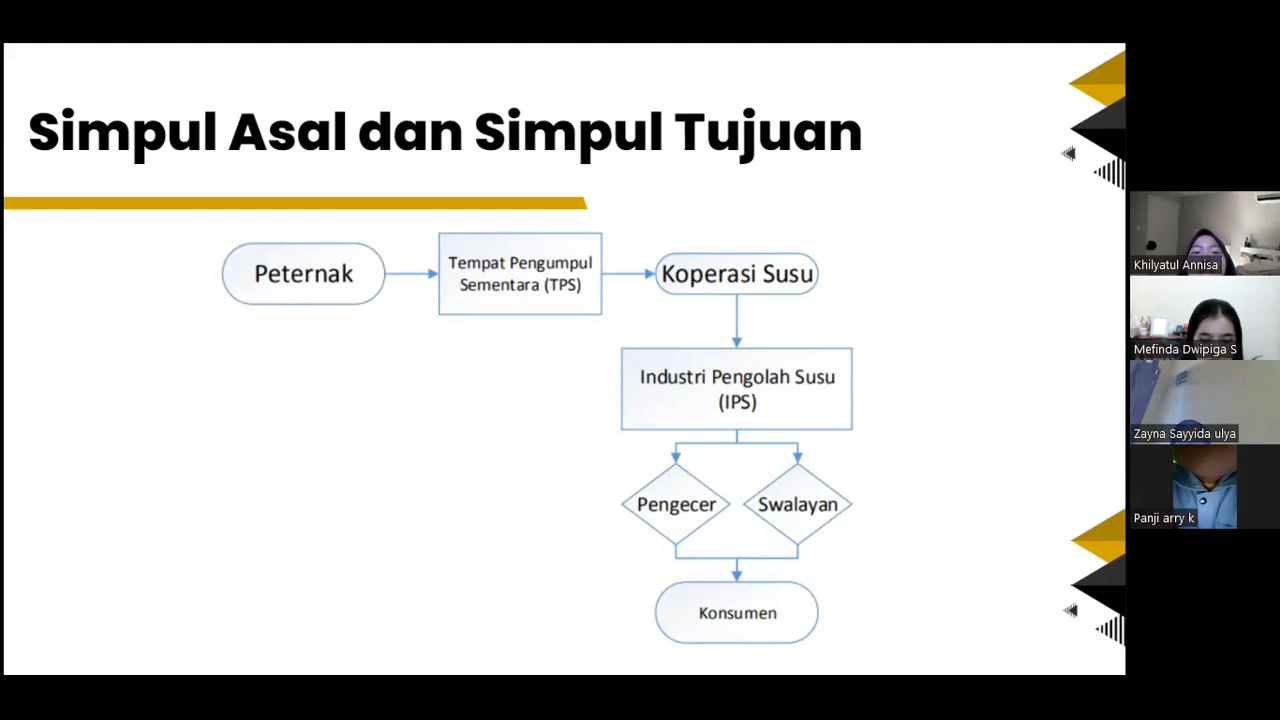 Simpul Asal dan Simpul Tujuan
Peternak
Tempat Pengumpul
Sementara (TPS)
Koperasi Susu
Industri Pengolah Susu
(IPS)
Pengecer
Swalayan
Konsumen
Khilyatul Annisa
Mefinda Dwipiga S
Zayna Sayyida ulya
Panji arry k